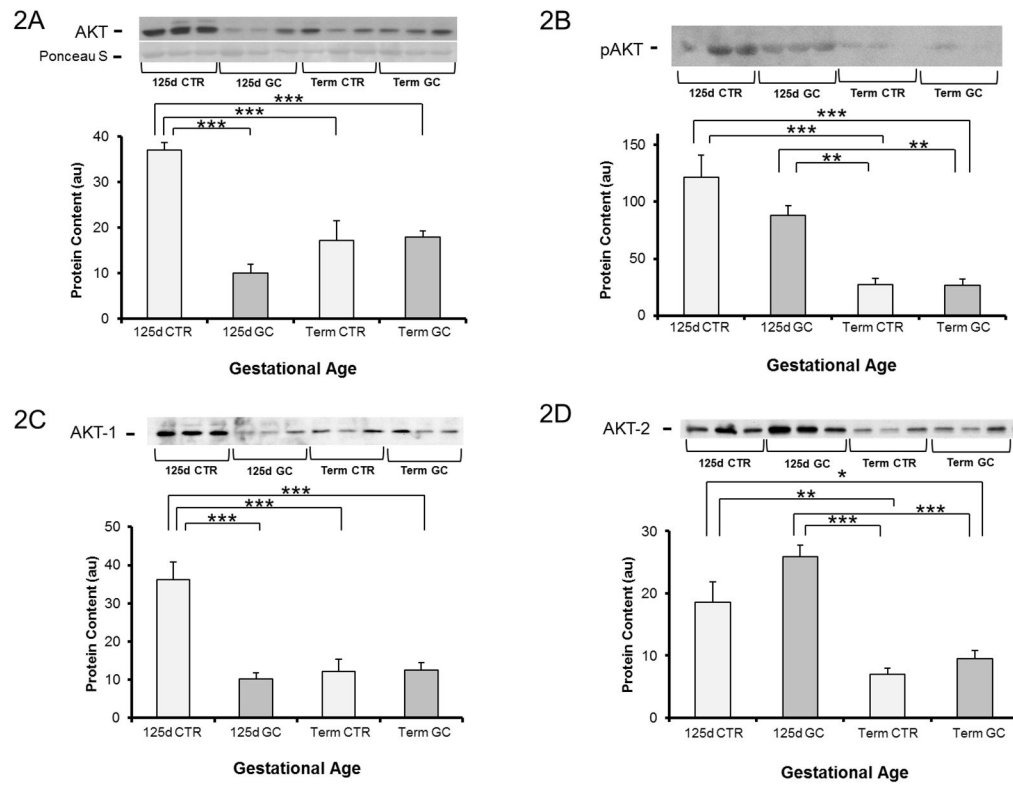 2A
AKT
Ponceau S
125d CTR 125d GC Term CTR Term GC
***
***
***
40
30
20
10
0
Protein Content (au)
125d CTR 125d GC Term CTR Term GC
Gestational Age
2B
pAKT
125d CTR 125d GC Term CTR Term GC
***
***
**
**
150
100
50
0
Protein Content (au)
125d CTR 125d GC Term CTR Term GC
Gestational Age
2C
AKT-1
125d CTR 125d GC Term CTR Term GC
***
***
***
50
40
30
20
10
0
Protein Content (au)
125d CTR 125d GC Term CTR Term GC
Gestational Age
2D
AKT-2
125d CTR 125d GC Term CTR Term GC
*
**
***
***
30
20
10
0
Protein Content (au)
125d CTR 125d GC Term CTR Term GC
Gestational Age